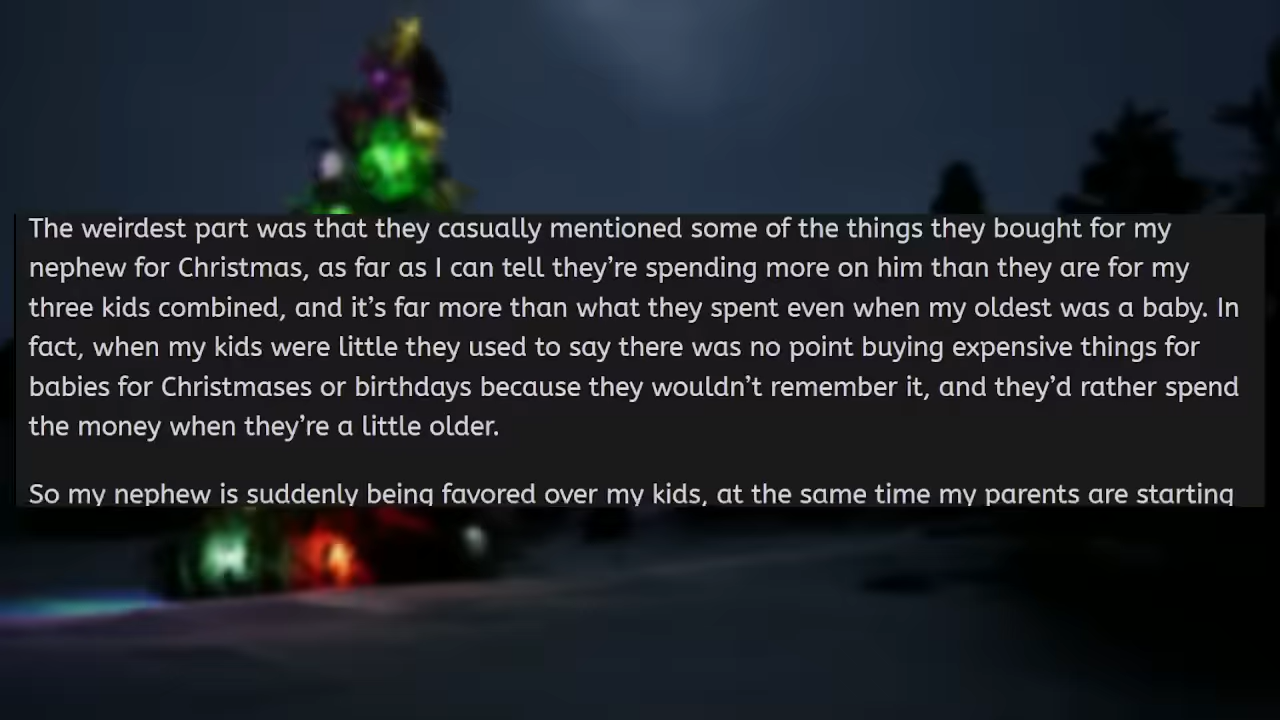 The weirdest part was that they casually mentioned some of the things they bought for my
nephew for Christmas, as far as I can tell they’re spending more on him than they are for my
three kids combined, and it’s far more than what they spent even when my oldest was a baby. In
fact, when my kids were little they used to say there was no point buying expensive things for
babies for Christmases or birthdays because they wouldn’t remember it, and they’d rather spend
the money when they’re a little older.
So my nephew is suddenly being favored over my kids, at the same time my parents are starting